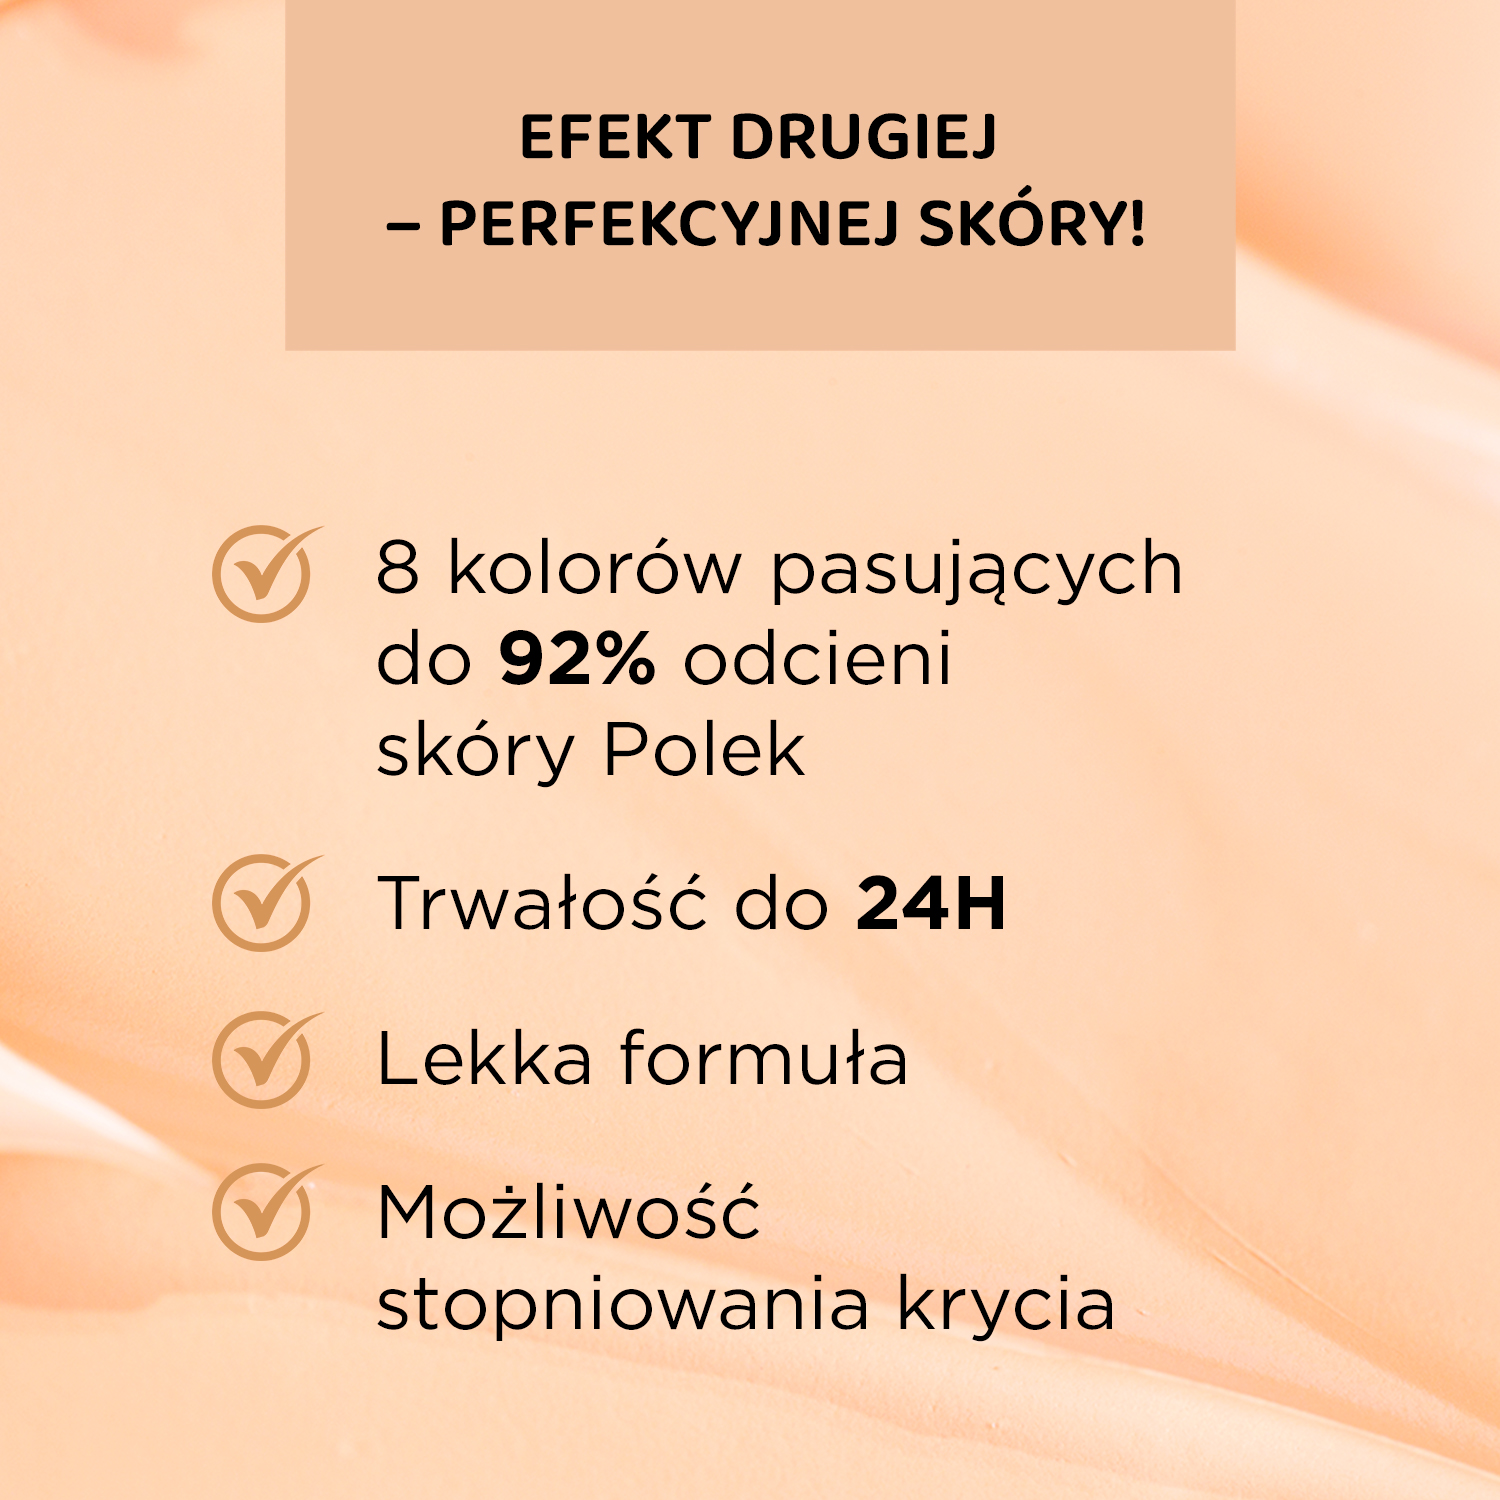 EFEKT DRUGIEJ
– PERFEKCYJNEJ SKÓRY!
8 kolorów pasujących
do 92% odcieni
skóry Polek
Trwałość do 24H
Lekka formuła
Możliwość
stopniowania krycia